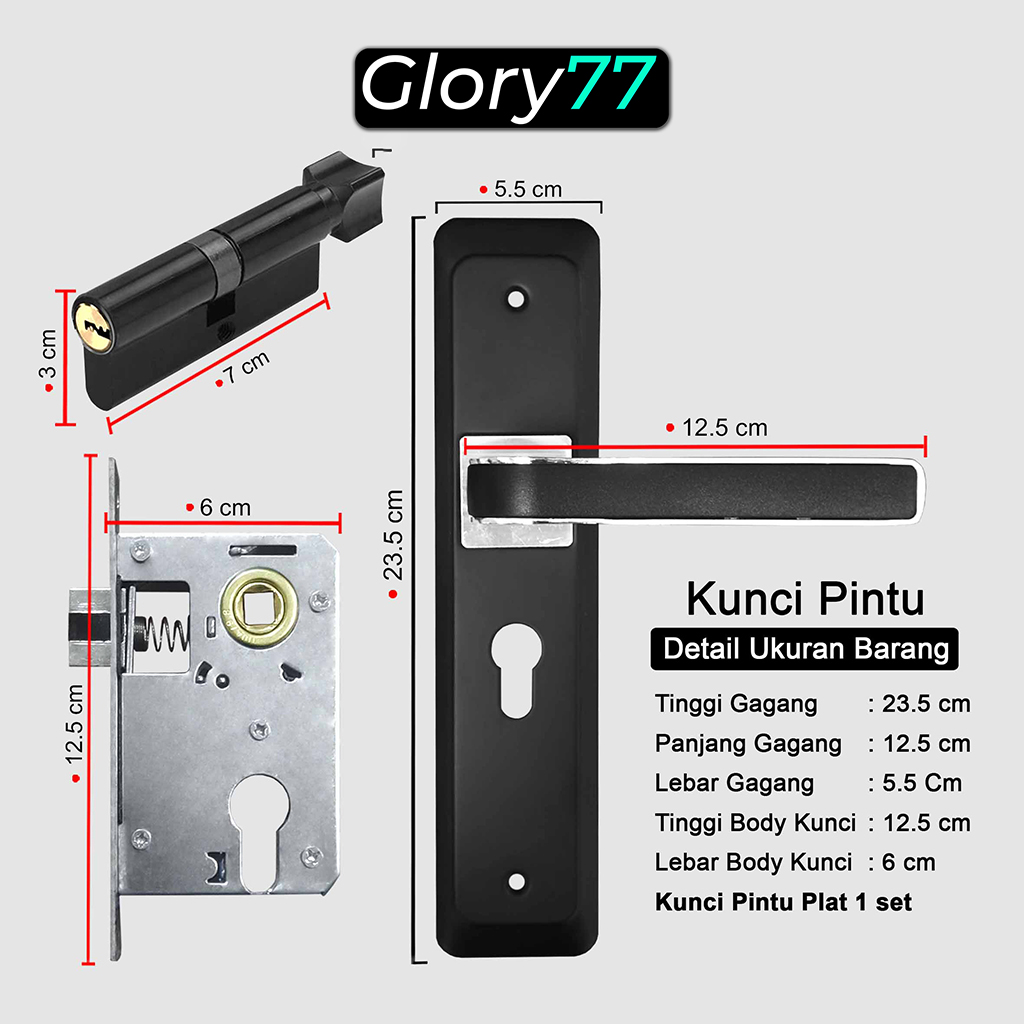 Glory77
• 5.5 cm
• 3 cm
• 7 cm
• 12.5 cm
• 6 cm
• 23.5 cm
• 12.5 cm
Kunci Pintu
Detail Ukuran Barang
Tinggi Gagang : 23.5 cm
Panjang Gagang : 12.5 cm
Lebar Gagang : 5.5 Cm
Tinggi Body Kunci : 12.5 cm
Lebar Body Kunci : 6 cm
Kunci Pintu Plat 1 set